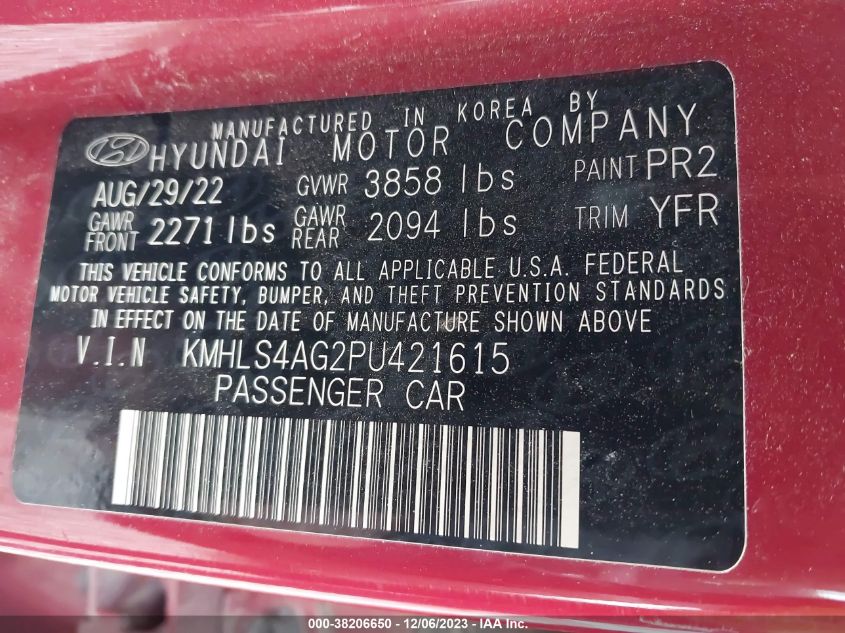 MANUFACTURED IN KOREA BY
HYUNDAI MOTOR COMPANY
AUG/29/22 GVWR 3858 lbs PAINT PR2
GAWR FRONT 2271 lbs GAWR REAR 2094 lbs TRIM YFR
THIS VEHICLE CONFORMS TO ALL APPLICABLE U.S.A. FEDERAL
MOTOR VEHICLE SAFETY, BUMPER, AND THEFT PREVENTION STANDARDS
IN EFFECT ON THE DATE OF MANUFACTURE SHOWN ABOVE
V.I.N KMHLS4AG2PU421615
PASSENGER CAR
000-38206650 - 12/06/2023 - IAA Inc.